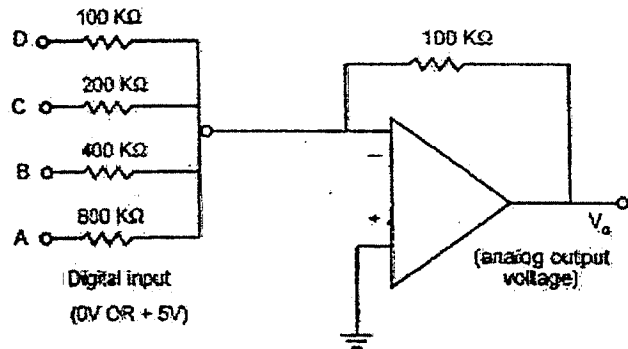 100 KΩ
D
200 KΩ
C
400 KΩ
B
800 KΩ
A
Digital input
(0V OR + 5V)
100 KΩ
−
+
Vₒ
(analog output
voltage)